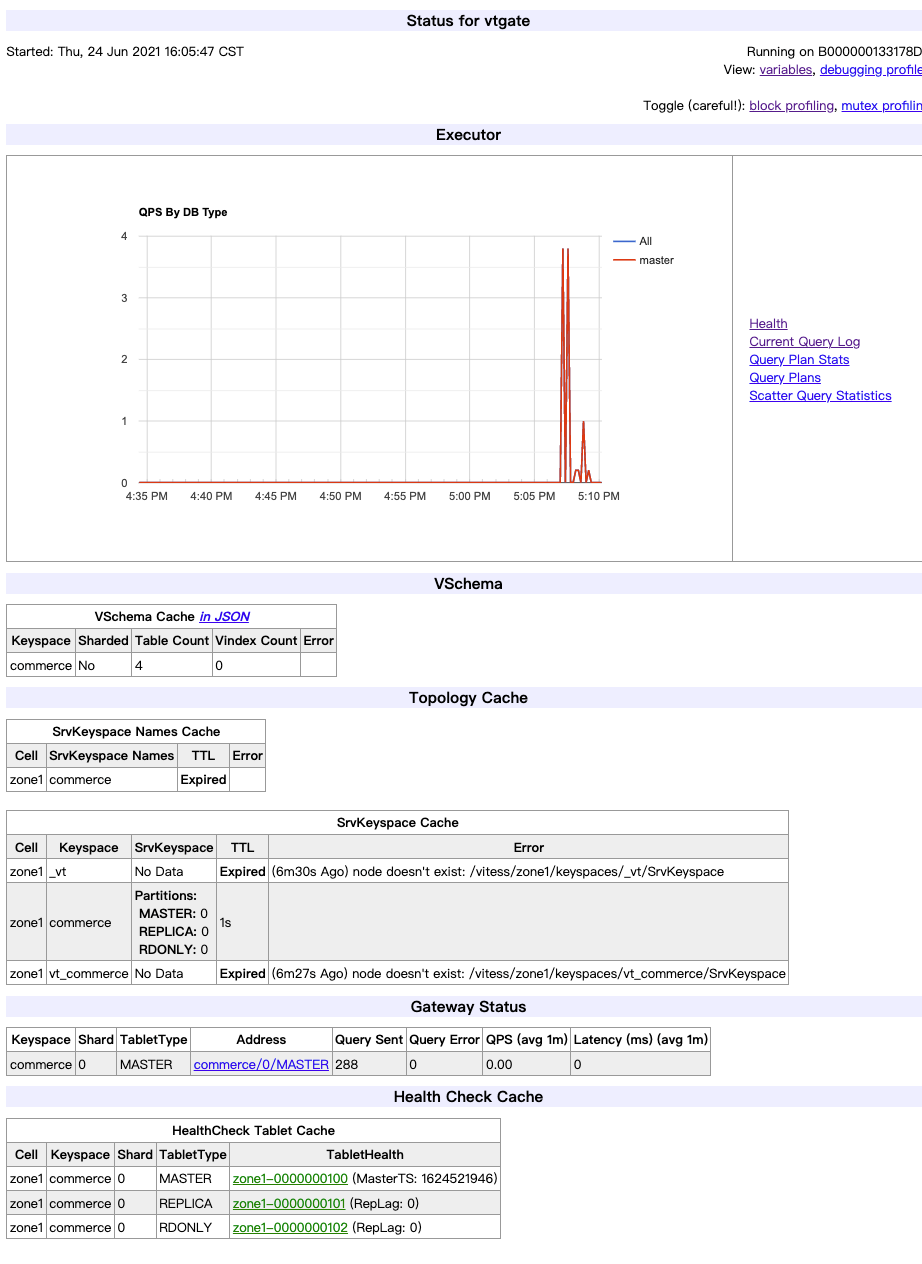 Status for vtgate
Started: Thu, 24 Jun 2021 16:05:47 CST
Running on B000000133178D
View: variables, debugging profile
Toggle (careful!): block profiling, mutex profilin
Executor
QPS By DB Type
4
3
2
1
0
4:35 PM 4:40 PM 4:45 PM 4:50 PM 4:55 PM 5:00 PM 5:05 PM 5:10 PM
All
master
Health
Current Query Log
Query Plan Stats
Query Plans
Scatter Query Statistics
VSchema
VSchema Cache in JSON
Keyspace Sharded Table Count Vindex Count Error
commerce No 4 0
Topology Cache
SrvKeyspace Names Cache
Cell SrvKeyspace Names TTL Error
zone1 commerce Expired
SrvKeyspace Cache
Cell Keyspace SrvKeyspace TTL Error
zone1 _vt No Data Expired (6m30s Ago) node doesn't exist: /vitess/zone1/keyspaces/_vt/SrvKeyspace
Partitions:
MASTER: 0
zone1 commerce 1s
REPLICA: 0
RDONLY: 0
zone1 vt_commerce No Data Expired (6m27s Ago) node doesn't exist: /vitess/zone1/keyspaces/vt_commerce/SrvKeyspace
Gateway Status
Keyspace Shard TabletType Address Query Sent Query Error QPS (avg 1m) Latency (ms) (avg 1m)
commerce 0 MASTER commerce/0/MASTER 288 0 0.00 0
Health Check Cache
HealthCheck Tablet Cache
Cell Keyspace Shard TabletType TabletHealth
zone1 commerce 0 MASTER zone1-0000000100 (MasterTS: 1624521946)
zone1 commerce 0 REPLICA zone1-0000000101 (RepLag: 0)
zone1 commerce 0 RDONLY zone1-0000000102 (RepLag: 0)